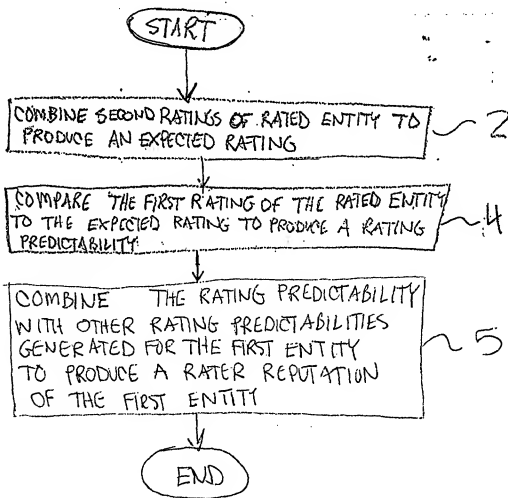 START
COMBINE SECOND RATINGS OF RATED ENTITY TO
PRODUCE AN EXPECTED RATING
2
COMPARE THE FIRST RATING OF THE RATED ENTITY
TO THE EXPECTED RATING TO PRODUCE A RATING
PREDICTABILITY
4
COMBINE THE RATING PREDICTABILITY
WITH OTHER RATING PREDICTABILITIES
GENERATED FOR THE FIRST ENTITY
TO PRODUCE A RATER REPUTATION
OF THE FIRST ENTITY
5
END